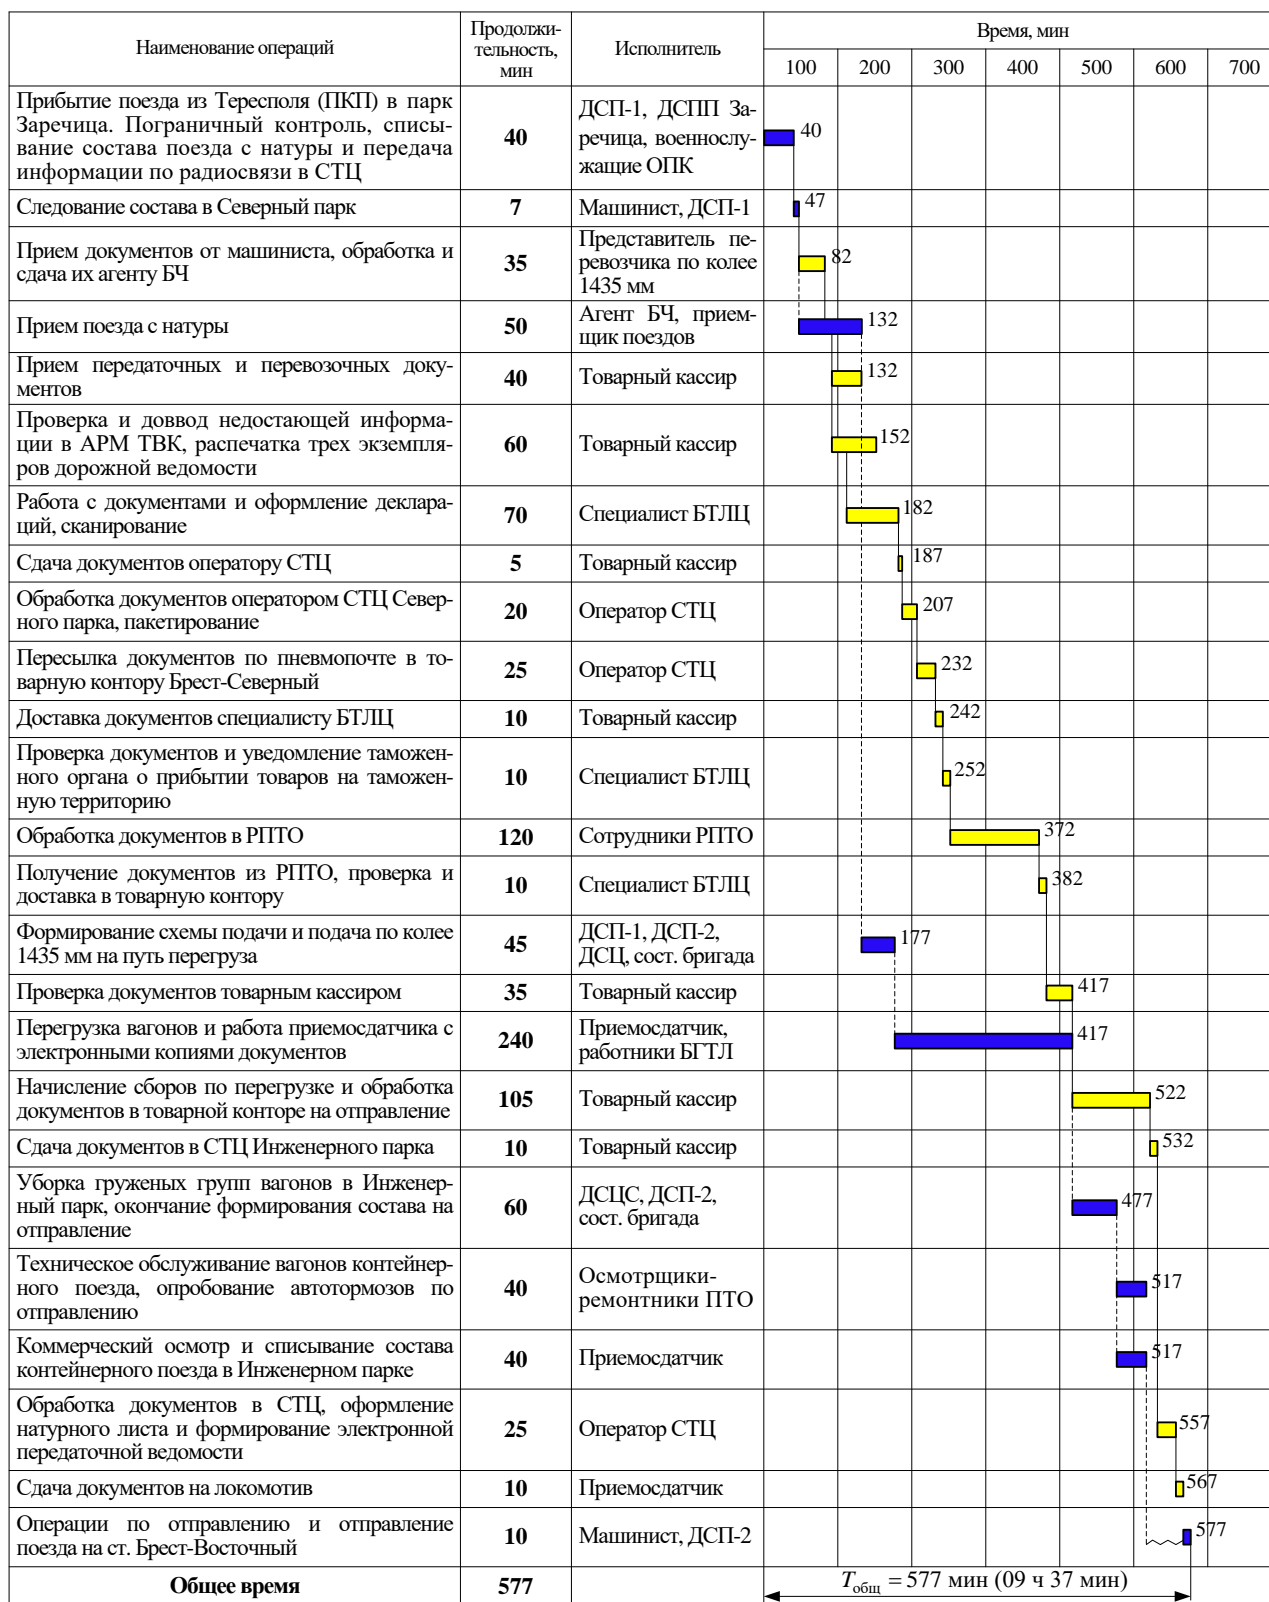 Наименование операций
Продолжи-
тельность,
мин
Исполнитель
Время, мин
100 200 300 400 500 600 700
Прибытие поезда из Тересполя (ПКП) в парк
Заречица. Пограничный контроль, списы-
вание состава поезда с натуры и передача
информации по радиосвязи в СТЦ
40
ДСП-1, ДСПП За-
речица, военнослу-
жащие ОПК
40
Следование состава в Северный парк
7
Машинист, ДСП-1
47
Прием документов от машиниста, обработка и
сдача их агенту БЧ
35
Представитель пе-
ревозчика по колее
1435 мм
82
Прием поезда с натуры
50
Агент БЧ, прием-
щик поездов
132
Прием передаточных и перевозочных доку-
ментов
40
Товарный кассир
132
Проверка и доввод недостающей информа-
ции в АРМ ТВК, распечатка трех экземпля-
ров дорожной ведомости
60
Товарный кассир
152
Работа с документами и оформление деклара-
ций, сканирование
70
Специалист БТЛЦ
182
Сдача документов оператору СТЦ
5
Товарный кассир
187
Обработка документов оператором СТЦ Север-
ного парка, пакетирование
20
Оператор СТЦ
207
Пересылка документов по пневмопочте в то-
варную контору Брест-Северный
25
Оператор СТЦ
232
Доставка документов специалисту БТЛЦ
10
Товарный кассир
242
Проверка документов и уведомление таможен-
ного органа о прибытии товаров на таможен-
ную территорию
10
Специалист БТЛЦ
252
Обработка документов в РПТО
120
Сотрудники РПТО
372
Получение документов из РПТО, проверка и
доставка в товарную контору
10
Специалист БТЛЦ
382
Формирование схемы подачи и подача по колее
1435 мм на путь перегруза
45
ДСП-1, ДСП-2,
ДСЦ, сост. бригада
177
Проверка документов товарным кассиром
35
Товарный кассир
417
Перегрузка вагонов и работа приемосдатчика с
электронными копиями документов
240
Приемосдатчик,
работники БГТЛ
417
Начисление сборов по перегрузке и обработка
документов в товарной конторе на отправление
105
Товарный кассир
522
Сдача документов в СТЦ Инженерного парка
10
Товарный кассир
532
Уборка груженых групп вагонов в Инженер-
ный парк, окончание формирования состава на
отправление
60
ДСЦС, ДСП-2,
сост. бригада
477
Техническое обслуживание вагонов контейнер-
ного поезда, опробование автотормозов по
отправлению
40
Осмотрщики-
ремонтники ПТО
517
Коммерческий осмотр и списывание состава
контейнерного поезда в Инженерном парке
40
Приемосдатчик
517
Обработка документов в СТЦ, оформление
натурного листа и формирование электронной
передаточной ведомости
25
Оператор СТЦ
557
Сдача документов на локомотив
10
Приемосдатчик
567
Операции по отправлению и отправление
поезда на ст. Брест-Восточный
10
Машинист, ДСП-2
577
Общее время
577
Tобщ = 577 мин (09 ч 37 мин)